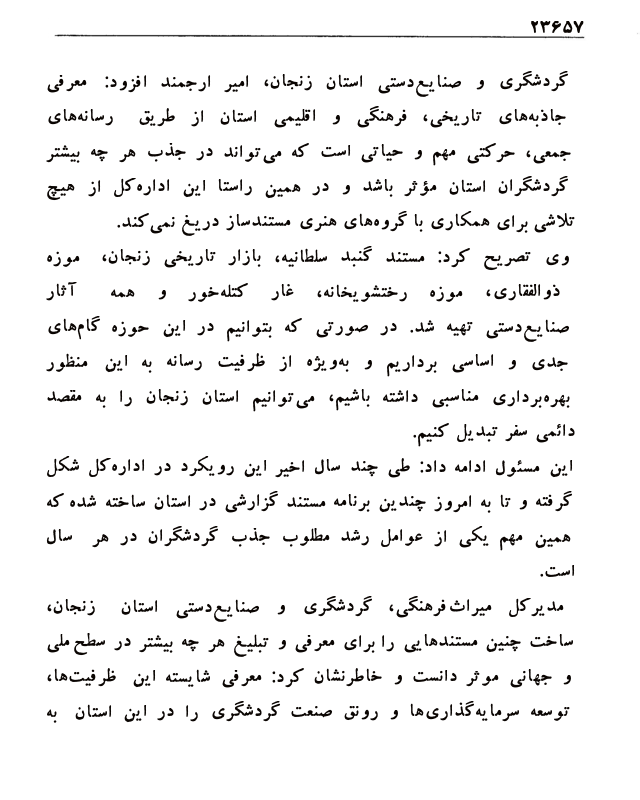 ۲۳۶۵۷
گردشگری و صنایع‌دستی استان زنجان، امیر ارجمند افزود: معرفی
جاذبه‌های تاریخی، فرهنگی و اقلیمی استان از طریق رسانه‌های
جمعی، حرکتی مهم و حیاتی است که می‌تواند در جذب هر چه بیشتر
گردشگران استان مؤثر باشد و در همین راستا این اداره‌کل از هیچ
تلاشی برای همکاری با گروه‌های هنری مستندساز دریغ نمی‌کند.
وی تصریح کرد: مستند گنبد سلطانیه، بازار تاریخی زنجان، موزه
ذوالفقاری، موزه رختشویخانه، غار کتله‌خور و همه آثار
صنایع‌دستی تهیه شد. در صورتی که بتوانیم در این حوزه گام‌های
جدی و اساسی برداریم و به‌ویژه از ظرفیت رسانه به این منظور
بهره‌برداری مناسبی داشته باشیم، می‌توانیم استان زنجان را به مقصد
دائمی سفر تبدیل کنیم.
این مسئول ادامه داد: طی چند سال اخیر این رویکرد در اداره‌کل شکل
گرفته و تا به امروز چندین برنامه مستند گزارشی در استان ساخته شده که
همین مهم یکی از عوامل رشد مطلوب جذب گردشگران در هر سال
است.
مدیرکل میراث‌فرهنگی، گردشگری و صنایع‌دستی استان زنجان،
ساخت چنین مستندهایی را برای معرفی و تبلیغ هر چه بیشتر در سطح ملی
و جهانی موثر دانست و خاطرنشان کرد: معرفی شایسته این ظرفیت‌ها،
توسعه سرمایه‌گذاری‌ها و رونق صنعت گردشگری را در این استان به